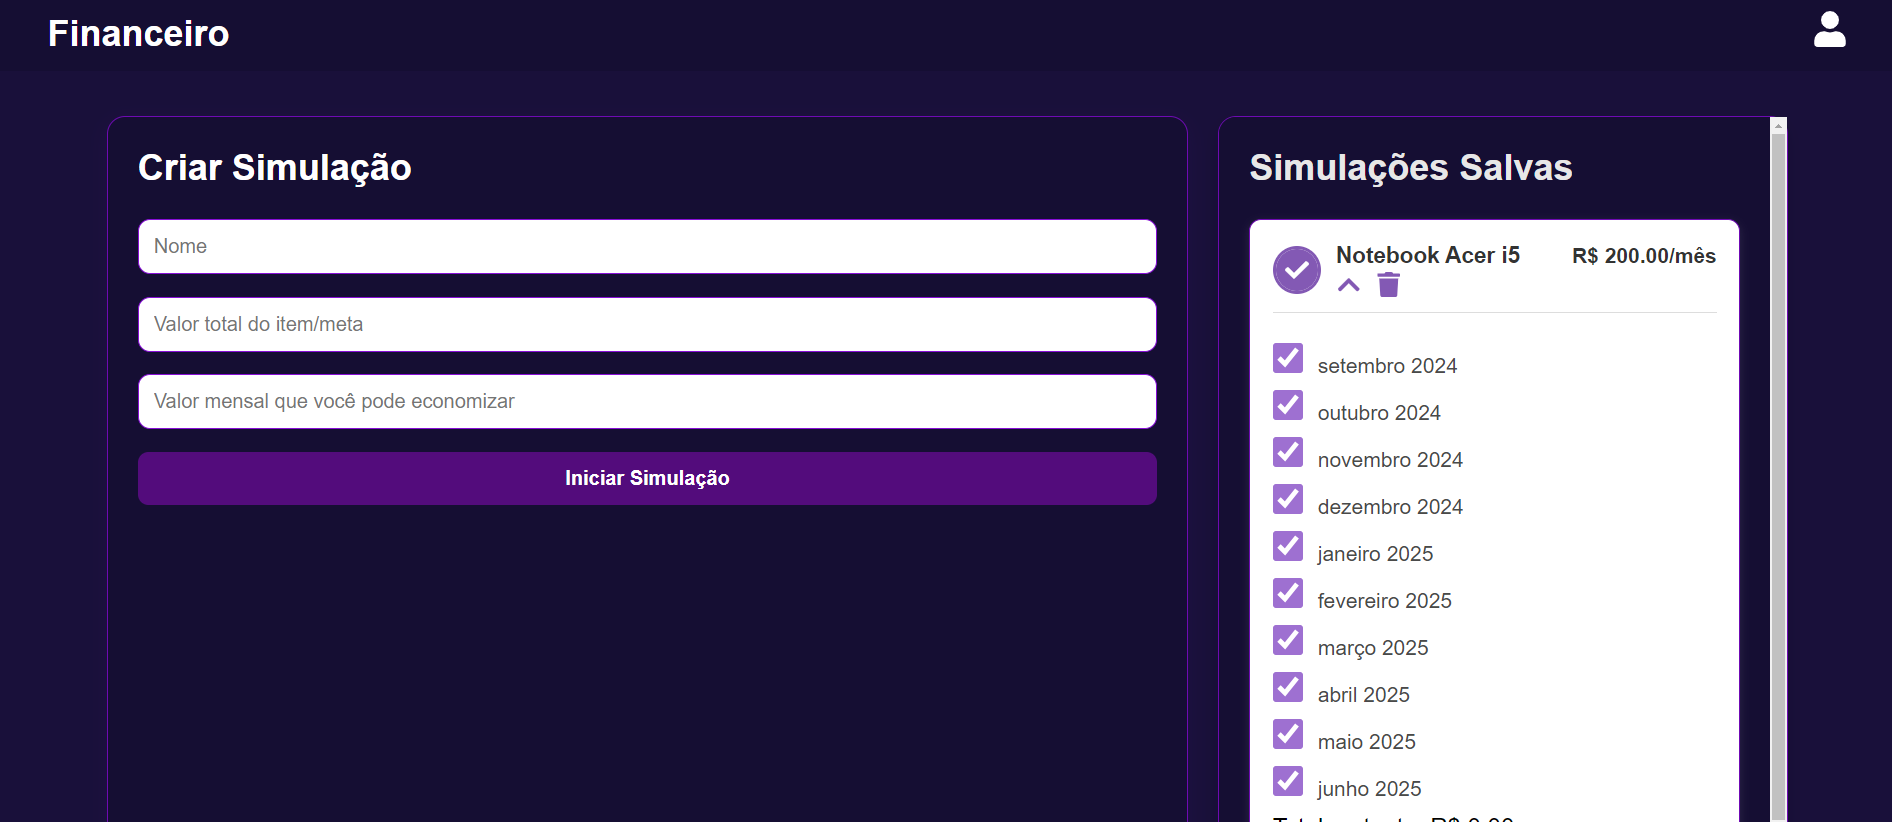 Financeiro
Criar Simulação
Nome
Valor total do item/meta
Valor mensal que você pode economizar
Iniciar Simulação
Simulações Salvas
Notebook Acer i5
R$ 200.00/mês
setembro 2024
outubro 2024
novembro 2024
dezembro 2024
janeiro 2025
fevereiro 2025
março 2025
abril 2025
maio 2025
junho 2025